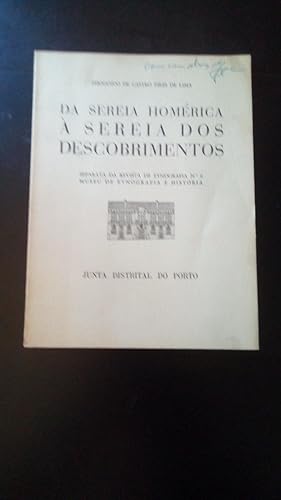 FERNANDO DE CASTRO PIRES DE LIMA
DA SEREIA HOMÉRICA
À SEREIA DOS
DESCOBRIMENTOS
SEPARATA DA REVISTA DE ETNOGRAFIA N.º 8
MUSEU DE ETNOGRAFIA E HISTÓRIA
JUNTA DISTRITAL DO PORTO